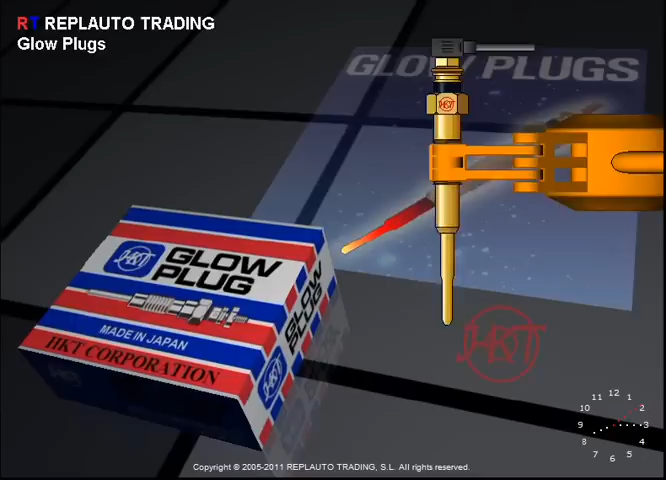 RT REPLAUTO TRADING
Glow Plugs
GLOW PLUGS
HKT
HKT
GLOW
PLUG
MADE IN JAPAN
HKT CORPORATION
GLOW
PLUG
HKT
HKT
12
11 1
10 2
9 3
8 4
7 5
6
Copyright © 2005-2011 REPLAUTO TRADING, S.L. All rights reserved.